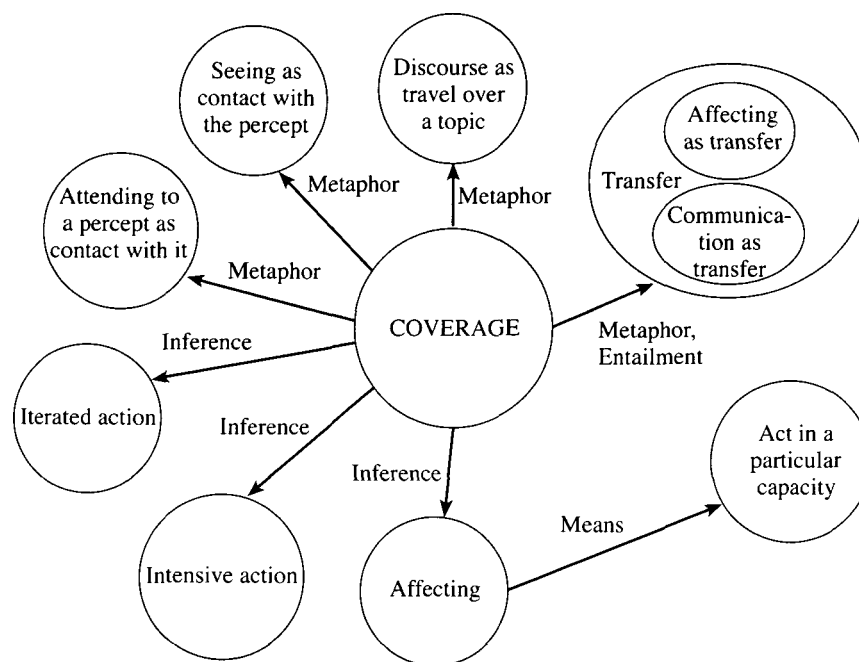 Seeing as
contact with
the percept
Discourse as
travel over
a topic
Affecting
as transfer
Transfer
Communica-
tion as
transfer
Attending to
a percept as
contact with it
Metaphor
Metaphor
Metaphor
COVERAGE
Metaphor,
Entailment
Inference
Iterated action
Inference
Inference
Act in a
particular
capacity
Means
Intensive action
Affecting